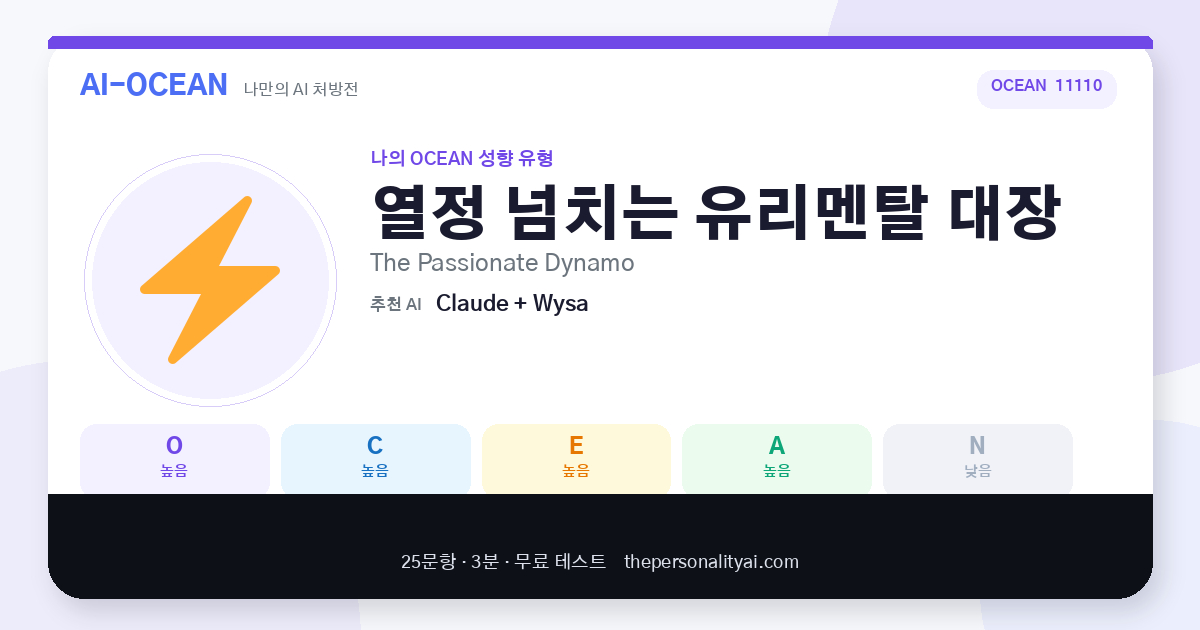 AI-OCEAN 나만의 AI 처방전
OCEAN 11110
나의 OCEAN 성향 유형
열정 넘치는 유리멘탈 대장
The Passionate Dynamo
추천 AI Claude + Wysa
O C E A N
높음 높음 높음 높음 낮음
25문항 · 3분 · 무료 테스트 thepersonalityai.com